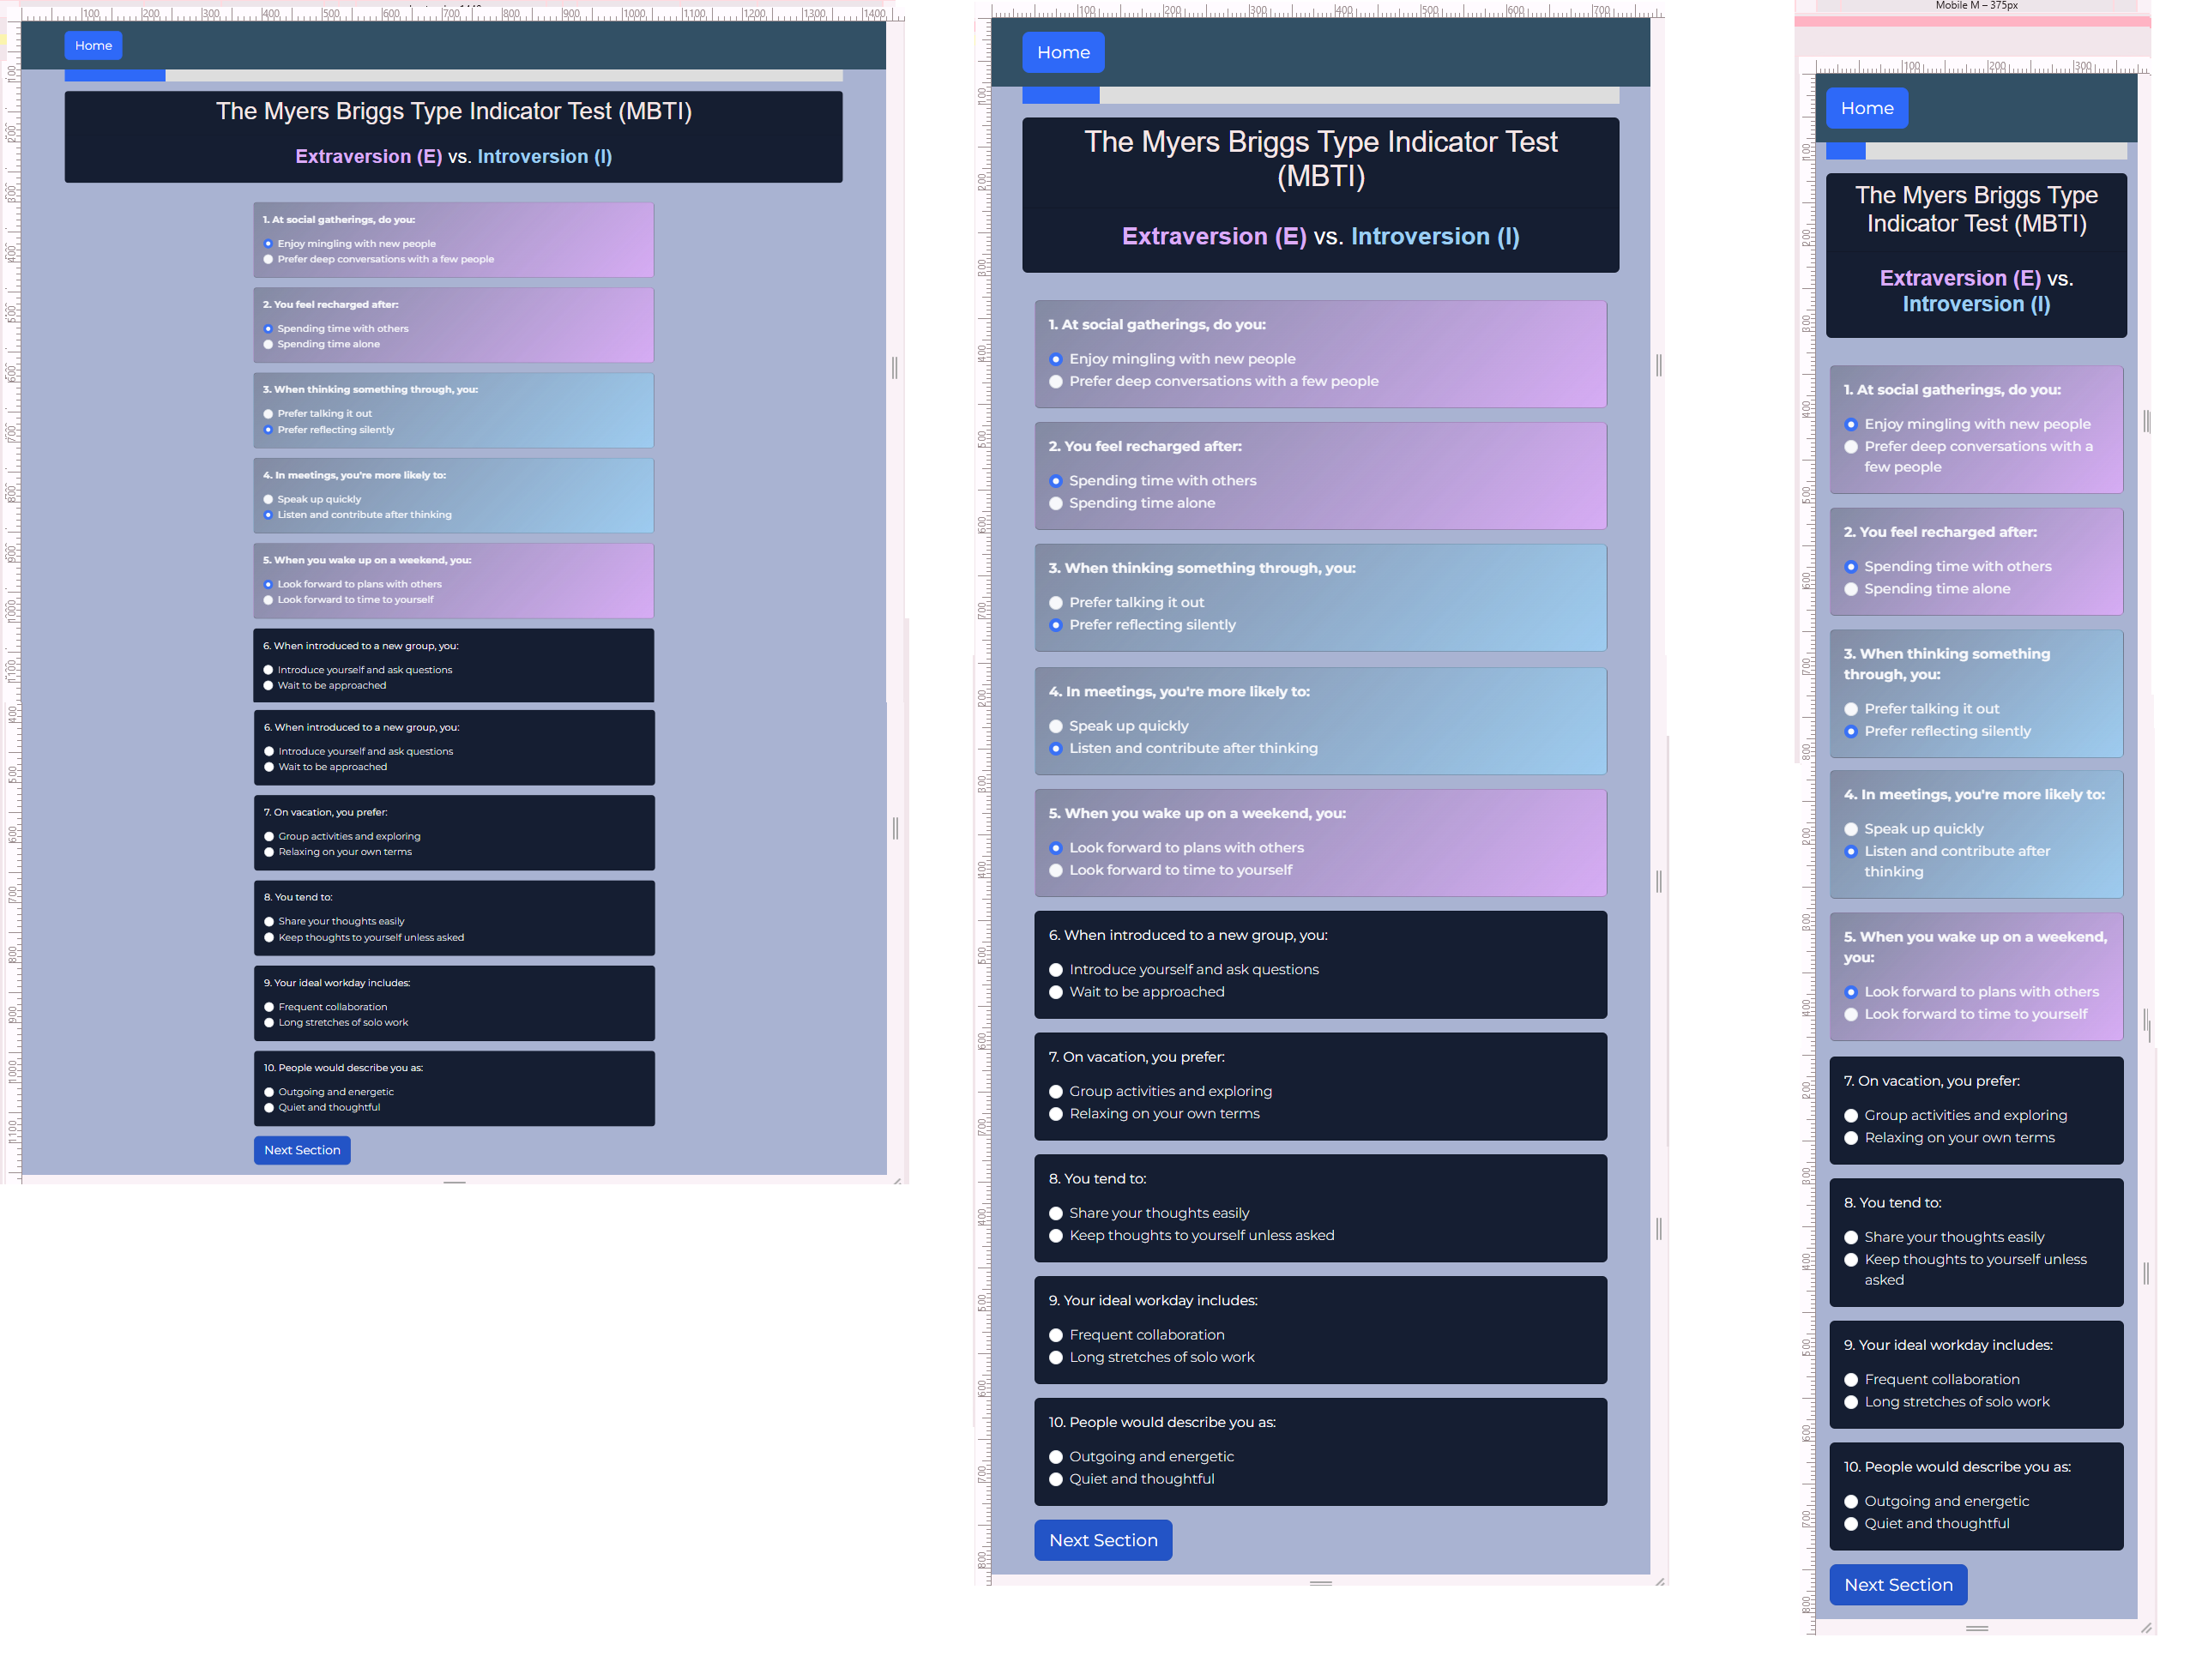 Home
The Myers Briggs Type Indicator Test (MBTI)
Extraversion (E) vs. Introversion (I)
1. At social gatherings, do you:
Enjoy mingling with new people
Prefer deep conversations with a few people
2. You feel recharged after:
Spending time with others
Spending time alone
3. When thinking something through, you:
Prefer talking it out
Prefer reflecting silently
4. In meetings, you're more likely to:
Speak up quickly
Listen and contribute after thinking
5. When you wake up on a weekend, you:
Look forward to plans with others
Look forward to time to yourself
6. When introduced to a new group, you:
Introduce yourself and ask questions
Wait to be approached
6. When introduced to a new group, you:
Introduce yourself and ask questions
Wait to be approached
7. On vacation, you prefer:
Group activities and exploring
Relaxing on your own terms
8. You tend to:
Share your thoughts easily
Keep thoughts to yourself unless asked
9. Your ideal workday includes:
Frequent collaboration
Long stretches of solo work
10. People would describe you as:
Outgoing and energetic
Quiet and thoughtful
Next Section
Home
The Myers Briggs Type Indicator Test
(MBTI)
Extraversion (E) vs. Introversion (I)
1. At social gatherings, do you:
Enjoy mingling with new people
Prefer deep conversations with a few people
2. You feel recharged after:
Spending time with others
Spending time alone
3. When thinking something through, you:
Prefer talking it out
Prefer reflecting silently
4. In meetings, you're more likely to:
Speak up quickly
Listen and contribute after thinking
5. When you wake up on a weekend, you:
Look forward to plans with others
Look forward to time to yourself
6. When introduced to a new group, you:
Introduce yourself and ask questions
Wait to be approached
7. On vacation, you prefer:
Group activities and exploring
Relaxing on your own terms
8. You tend to:
Share your thoughts easily
Keep thoughts to yourself unless asked
9. Your ideal workday includes:
Frequent collaboration
Long stretches of solo work
10. People would describe you as:
Outgoing and energetic
Quiet and thoughtful
Next Section
Mobile M – 375px
Home
The Myers Briggs Type
Indicator Test (MBTI)
Extraversion (E) vs.
Introversion (I)
1. At social gatherings, do you:
Enjoy mingling with new people
Prefer deep conversations with a
few people
2. You feel recharged after:
Spending time with others
Spending time alone
3. When thinking something
through, you:
Prefer talking it out
Prefer reflecting silently
4. In meetings, you're more likely to:
Speak up quickly
Listen and contribute after
thinking
5. When you wake up on a weekend,
you:
Look forward to plans with others
Look forward to time to yourself
7. On vacation, you prefer:
Group activities and exploring
Relaxing on your own terms
8. You tend to:
Share your thoughts easily
Keep thoughts to yourself unless
asked
9. Your ideal workday includes:
Frequent collaboration
Long stretches of solo work
10. People would describe you as:
Outgoing and energetic
Quiet and thoughtful
Next Section